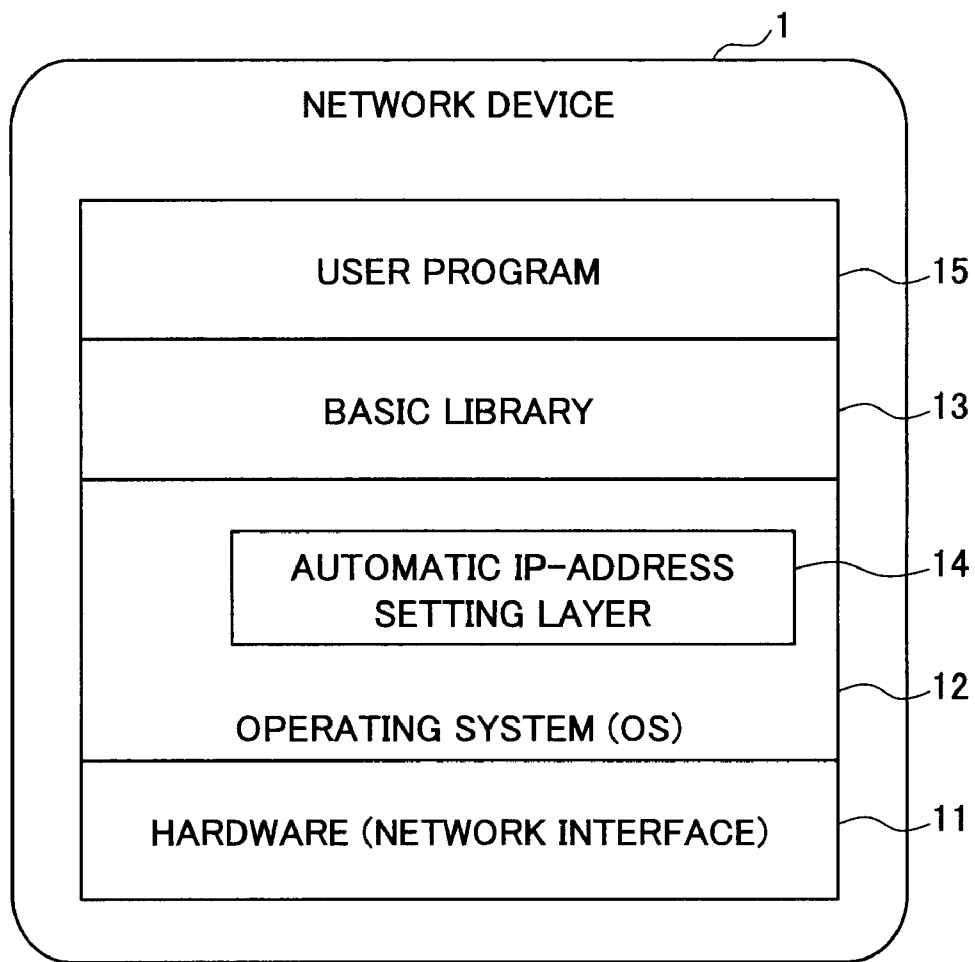 1
NETWORK DEVICE
USER PROGRAM
15
BASIC LIBRARY
13
AUTOMATIC IP-ADDRESS
SETTING LAYER
14
12
OPERATING SYSTEM (OS)
HARDWARE (NETWORK INTERFACE)
11